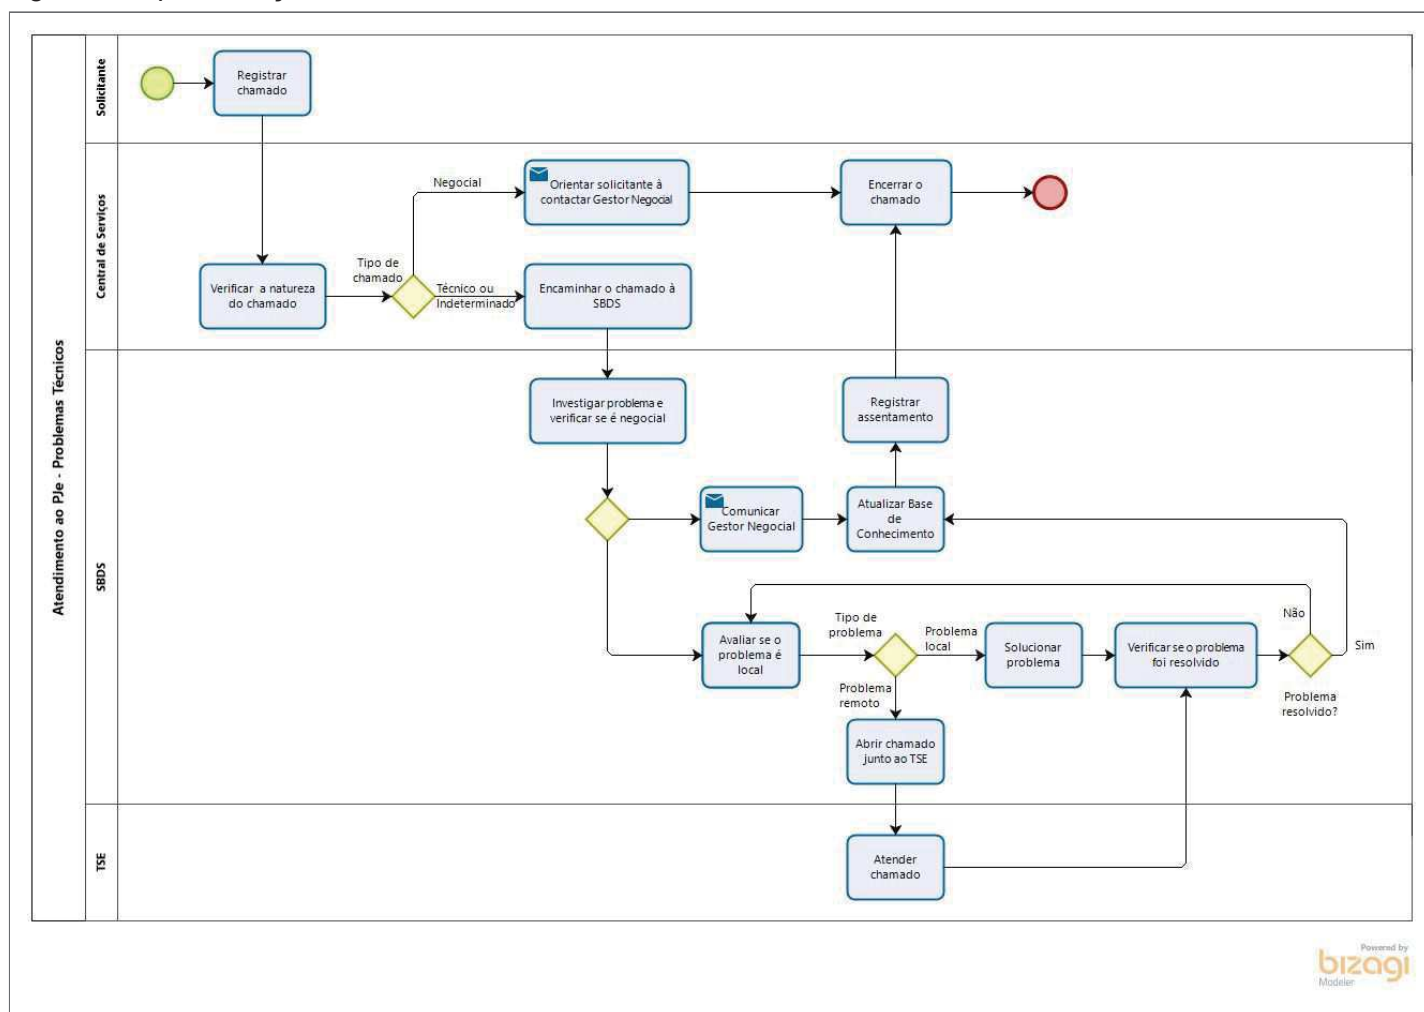 Atendimento ao PJe - Problemas Técnicos
Solicitante
Registrar
chamado
Central de Serviços
Negocial
Orientar solicitante à
contactar Gestor Negocial
Encerrar o
chamado
Verificar a natureza
do chamado
Tipo de
chamado
Técnico ou
Indeterminado
Encaminhar o chamado à
SBDS
SBDS
Investigar problema e
verificar se é negocial
Registrar
assentamento
Comunicar
Gestor Negocial
Atualizar Base
de
Conhecimento
Avaliar se o
problema é
local
Tipo de
problema
Problema
local
Solucionar
problema
Verificar se o problema
foi resolvido
Não
Sim
Problema
resolvido?
Problema
remoto
Abrir chamado
junto ao TSE
TSE
Atender
chamado
Powered by
bizagi
Modeler